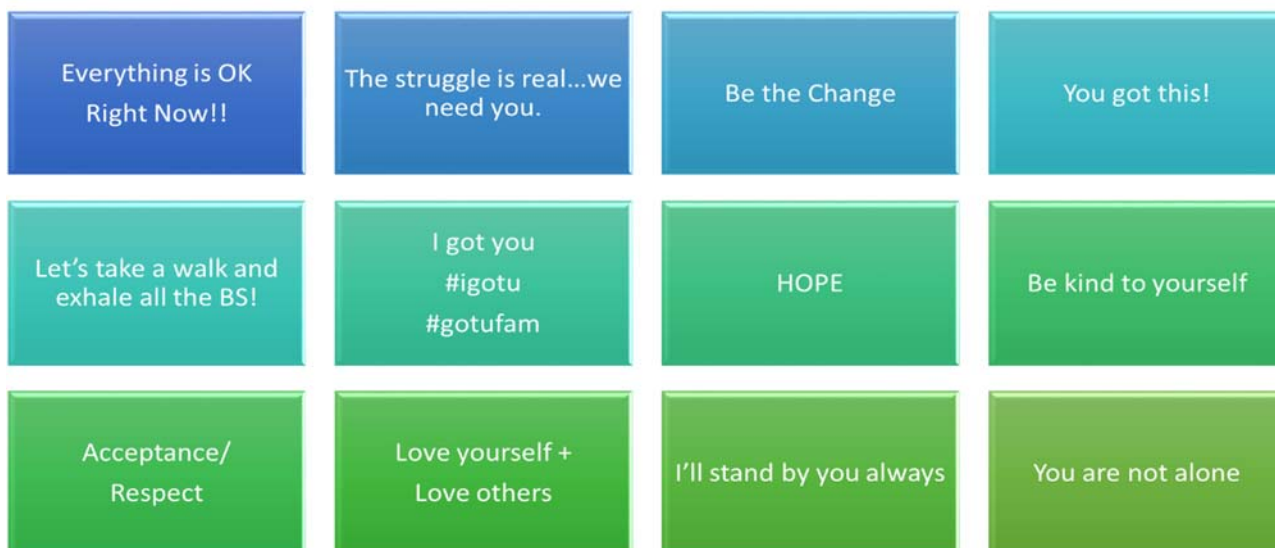 Everything is OK
Right Now!!
The struggle is real...we
need you.
Be the Change
You got this!
Let's take a walk and
exhale all the BS!
I got you
#igotu
#gotufam
HOPE
Be kind to yourself
Acceptance/
Respect
Love yourself +
Love others
I'll stand by you always
You are not alone